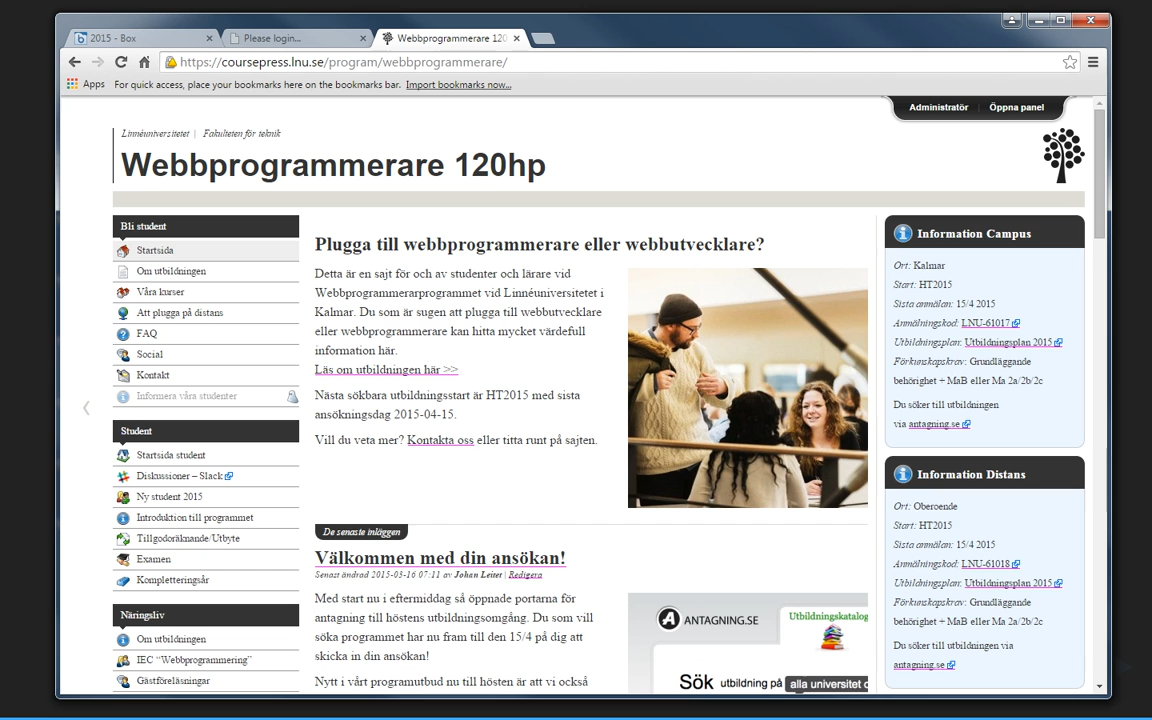 2015 - Box
Please login...
Webbprogrammerare 120
https://coursepress.lnu.se/program/webbprogrammerare/
Apps For quick access, place your bookmarks here on the bookmarks bar. Import bookmarks now...
Administratör Öppna panel
Linnéuniversitetet | Fakulteten för teknik
Webbprogrammerare 120hp
Bli student
Startsida
Om utbildningen
Våra kurser
Att plugga på distans
FAQ
Social
Kontakt
Informera våra studenter
Student
Startsida student
Diskussioner – Slack
Ny student 2015
Introduktion till programmet
Tillgodoräknande/Utbyte
Examen
Kompletteringsår
Näringsliv
Om utbildningen
IEC “Webbprogrammering”
Gästföreläsningar
Plugga till webbprogrammerare eller webbutvecklare?
Detta är en sajt för och av studenter och lärare vid
Webbprogrammerarprogrammet vid Linnéuniversitetet i
Kalmar. Du som är sugen att plugga till webbutvecklare
eller webbprogrammerare kan hitta mycket värdefull
information här.
Läs om utbildningen här >>
Nästa sökbara utbildningsstart är HT2015 med sista
ansökningsdag 2015-04-15.
Vill du veta mer? Kontakta oss eller titta runt på sajten.
De senaste inläggen
Välkommen med din ansökan!
Senast ändrad 2015-03-16 07:11 av Johan Leitet | Redigera
Med start nu i eftermiddag så öppnade portarna för
antagning till höstens utbildningsomgång. Du som vill
söka programmet har nu fram till den 15/4 på dig att
skicka in din ansökan!
Nytt i vårt programutbud nu till hösten är att vi också
ANTAGNING.SE
Utbildningskatalog
Sök utbildning på alla universitet o
Information Campus
Ort: Kalmar
Start: HT2015
Sista anmälan: 15/4 2015
Anmälningskod: LNU-61017
Utbildningsplan: Utbildningsplan 2015
Förkunskapskrav: Grundläggande
behörighet + MaB eller Ma 2a/2b/2c
Du söker till utbildningen
via antagning.se
Information Distans
Ort: Oberoende
Start: HT2015
Sista anmälan: 15/4 2015
Anmälningskod: LNU-61018
Utbildningsplan: Utbildningsplan 2015
Förkunskapskrav: Grundläggande
behörighet + MaB eller Ma 2a/2b/2c
Du söker till utbildningen via
antagning.se